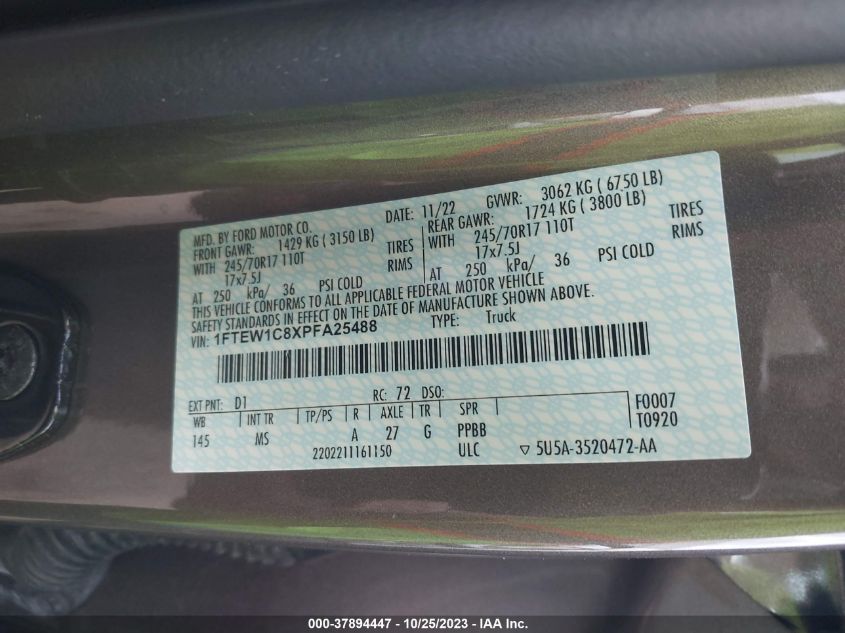 MFD. BY FORD MOTOR CO.
DATE: 11/22 GVWR: 3062 KG ( 6750 LB)
FRONT GAWR: 1429 KG ( 3150 LB)
WITH 245/70R17 110T TIRES
17x7.5J RIMS
AT 250 kPa/ 36 PSI COLD
REAR GAWR: 1724 KG ( 3800 LB)
WITH 245/70R17 110T TIRES
17x7.5J RIMS
AT 250 kPa/ 36 PSI COLD
THIS VEHICLE CONFORMS TO ALL APPLICABLE FEDERAL MOTOR VEHICLE
SAFETY STANDARDS IN EFFECT ON THE DATE OF MANUFACTURE SHOWN ABOVE.
VIN: 1FTEW1C8XPFA25488 TYPE: Truck
EXT PNT: D1 RC: 72 DSO:
WB INT TR TP/PS R AXLE TR SPR
145 MS A 27 G PPBB
2202211161150 ULC
F0007
T0920
▽ 5U5A-3520472-AA
000-37894447 - 10/25/2023 - IAA Inc.